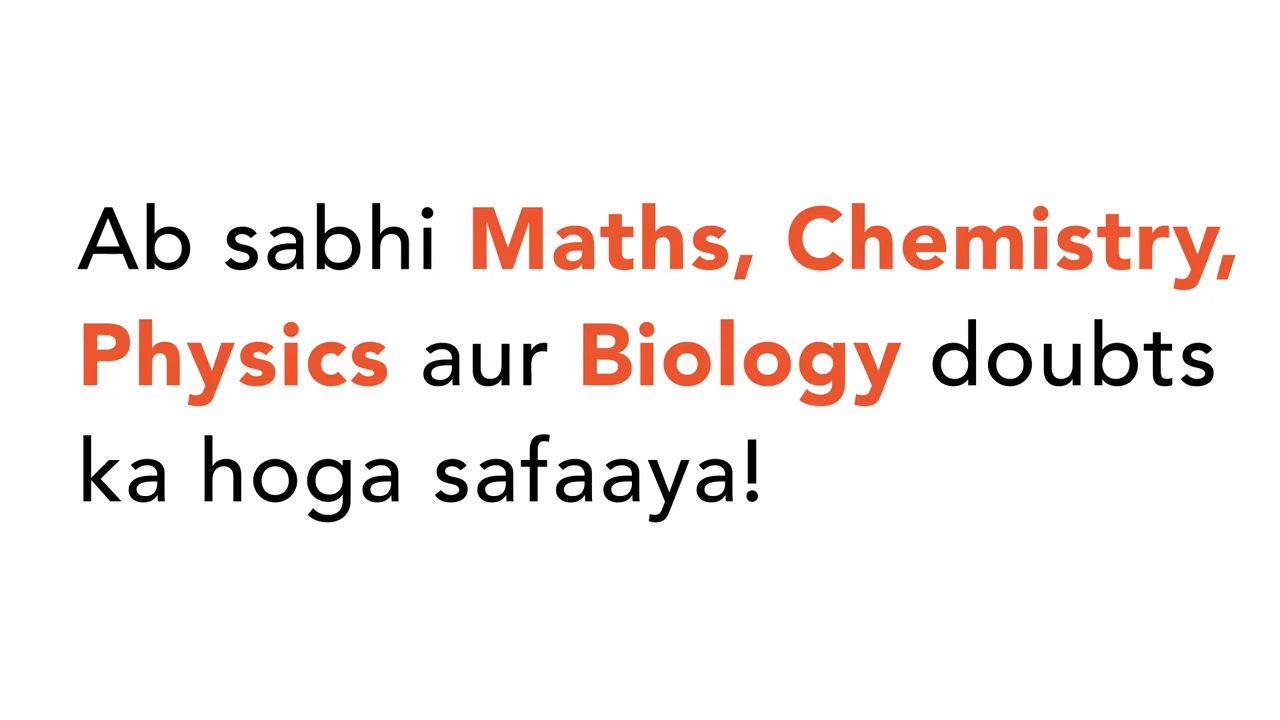 Ab sabhi Maths, Chemistry,
Physics aur Biology doubts
ka hoga safaaya!